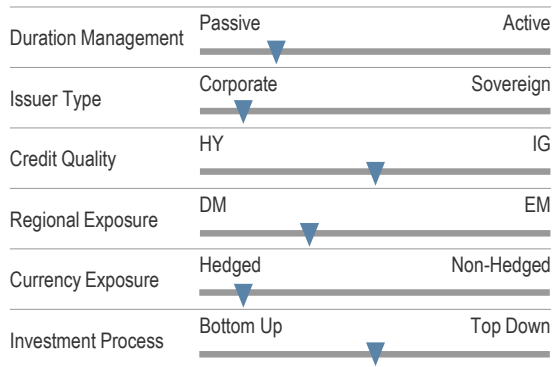 Duration Management
Passive Active
Issuer Type
Corporate Sovereign
Credit Quality
HY IG
Regional Exposure
DM EM
Currency Exposure
Hedged Non-Hedged
Investment Process
Bottom Up Top Down